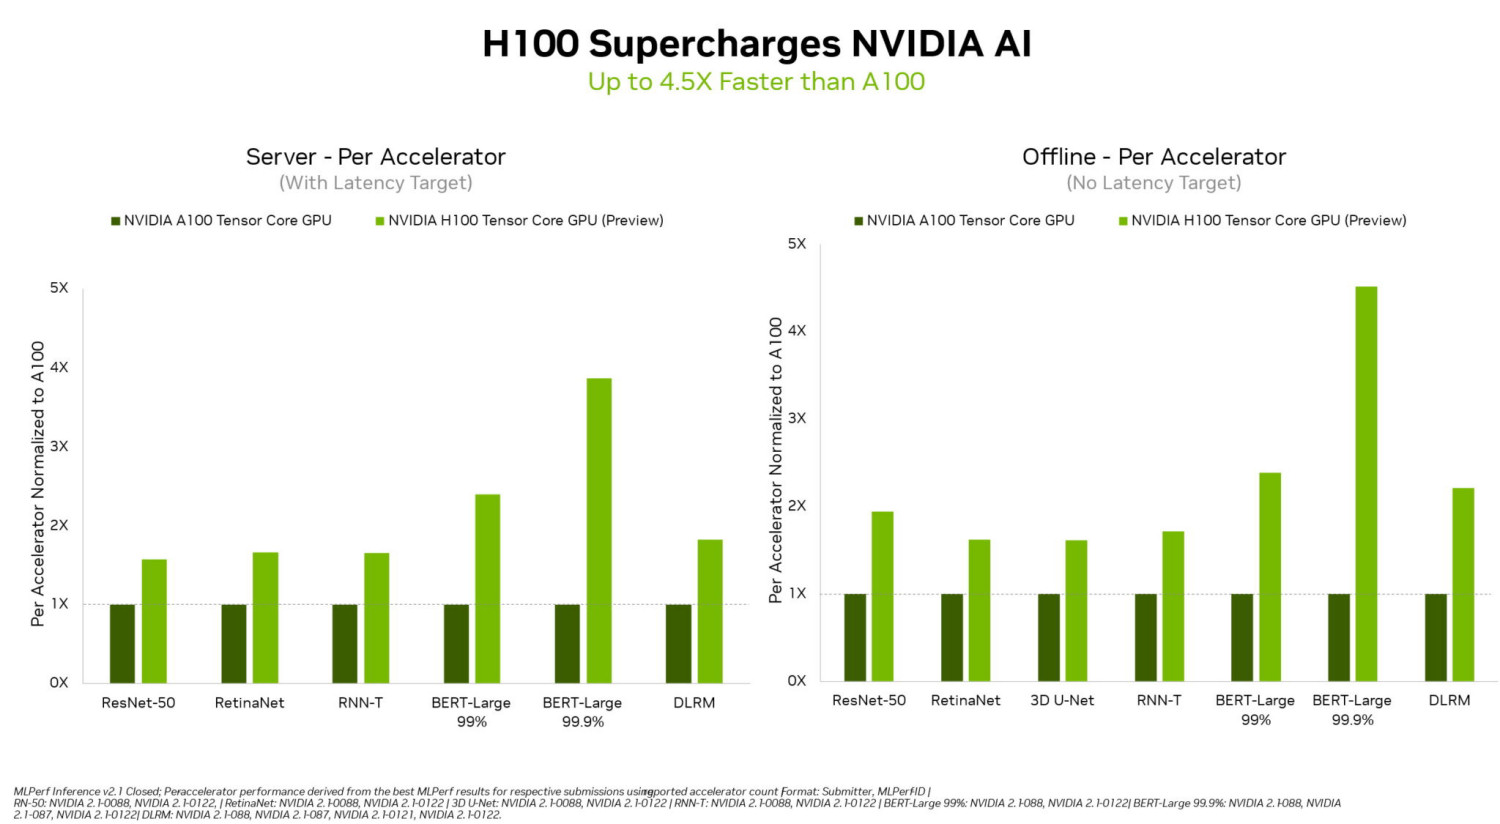 H100 Supercharges NVIDIA AI
Up to 4.5X Faster than A100
Server - Per Accelerator
(With Latency Target)
NVIDIA A100 Tensor Core GPU
NVIDIA H100 Tensor Core GPU (Preview)
Per Accelerator Normalized to A100
5X
4X
3X
2X
1X
0X
ResNet-50
RetinaNet
RNN-T
BERT-Large
99%
BERT-Large
99.9%
DLRM
Offline - Per Accelerator
(No Latency Target)
NVIDIA A100 Tensor Core GPU
NVIDIA H100 Tensor Core GPU (Preview)
Per Accelerator Normalized to A100
5X
4X
3X
2X
1X
0X
ResNet-50
RetinaNet
3D U-Net
RNN-T
BERT-Large
99%
BERT-Large
99.9%
DLRM
MLPerf Inference v2.1 Closed; Per-accelerator performance derived from the best MLPerf results for respective submissions using reported accelerator count Format: Submitter, MLPerf ID |
RN-50: NVIDIA 2.1-0088, NVIDIA 2.1-0122, | RetinaNet: NVIDIA 2.1-0088, NVIDIA 2.1-0122 | 3D U-Net: NVIDIA 2.1-0088, NVIDIA 2.1-0122 | RNN-T: NVIDIA 2.1-0088, NVIDIA 2.1-0122 | BERT-Large 99%: NVIDIA 2.1-088, NVIDIA 2.1-0122| BERT-Large 99.9%: NVIDIA 2.1-088, NVIDIA
2.1-087, NVIDIA 2.1-0122| DLRM: NVIDIA 2.1-088, NVIDIA 2.1-087, NVIDIA 2.1-0121, NVIDIA 2.1-0122.